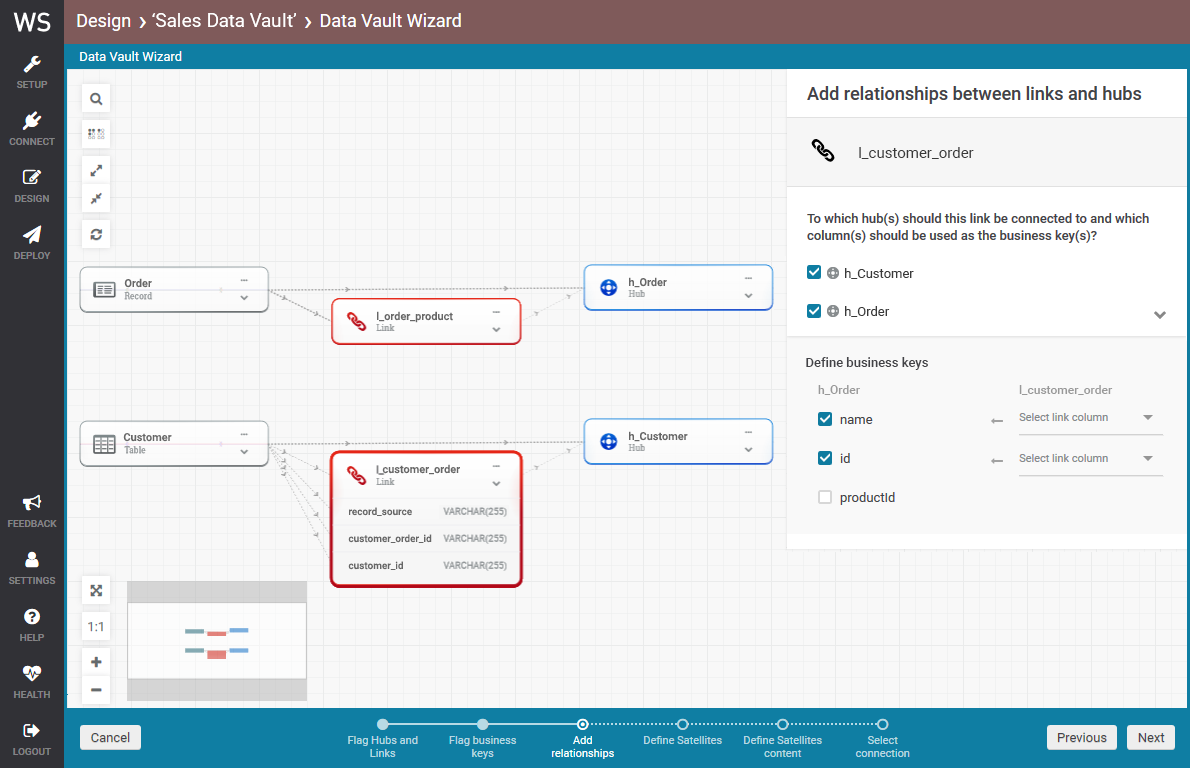 WS
Design › ‘Sales Data Vault’ › Data Vault Wizard
Data Vault Wizard
SETUP
CONNECT
DESIGN
DEPLOY
FEEDBACK
SETTINGS
HELP
HEALTH
LOGOUT
Order
Record
l_order_product
Link
h_Order
Hub
Customer
Table
l_customer_order
Link
record_source VARCHAR(255)
customer_order_id VARCHAR(255)
customer_id VARCHAR(255)
h_Customer
Hub
1:1
Add relationships between links and hubs
l_customer_order
To which hub(s) should this link be connected to and which
column(s) should be used as the business key(s)?
h_Customer
h_Order
Define business keys
h_Order l_customer_order
name ← Select link column
id ← Select link column
productId
Cancel
Flag Hubs and
Links
Flag business
keys
Add
relationships
Define Satellites
Define Satellites
content
Select
connection
Previous
Next